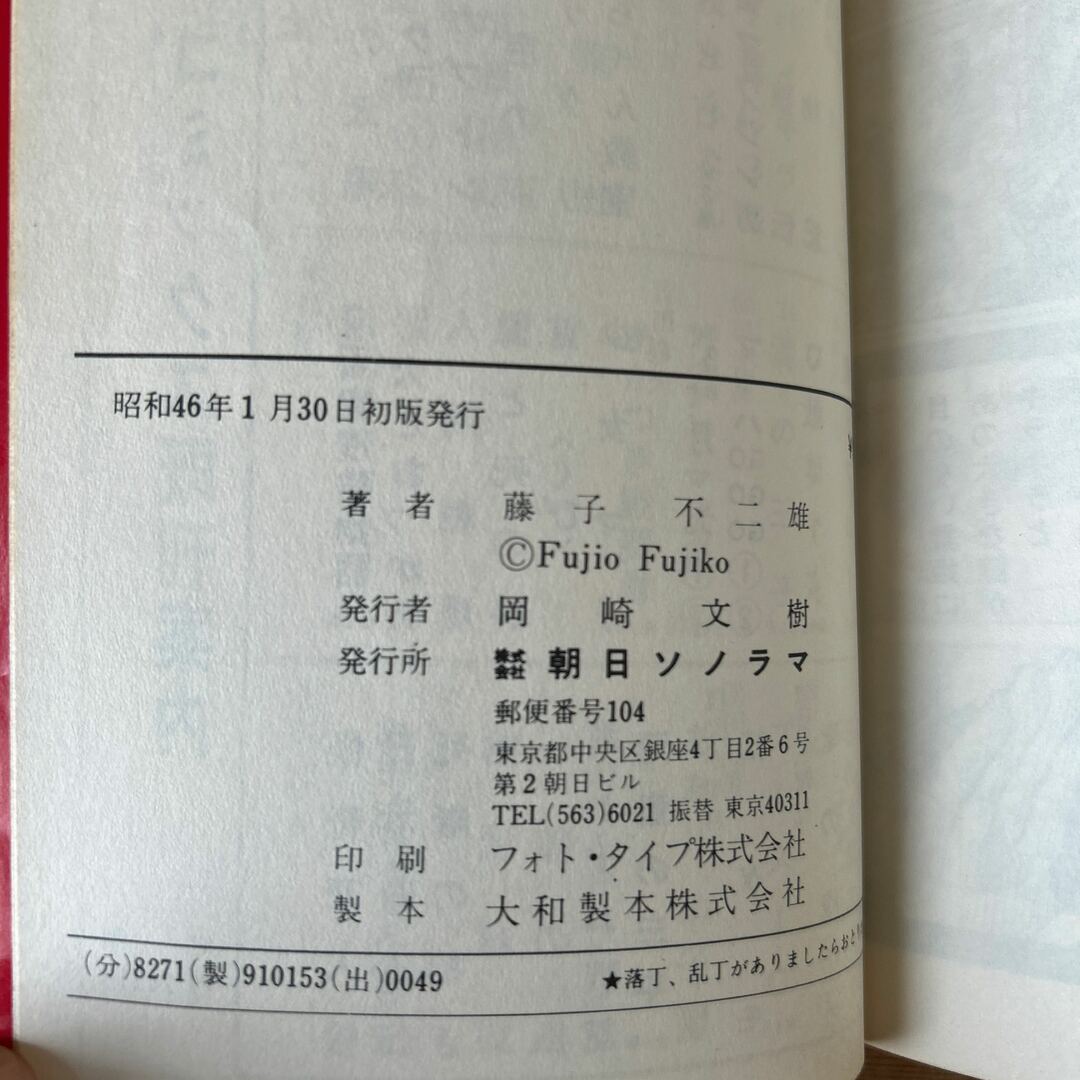 昭和46年1月30日初版発行
著者 藤子不二雄
©Fujio Fujiko
発行者 岡崎文樹
発行所 株式会社 朝日ソノラマ
郵便番号104
東京都中央区銀座4丁目2番6号
第2朝日ビル
TEL(563)6021 振替 東京40311
印刷 フォト・タイプ株式会社
製本 大和製本株式会社
(分)8271(製)910153(出)0049
★落丁、乱丁がありましたらおとり